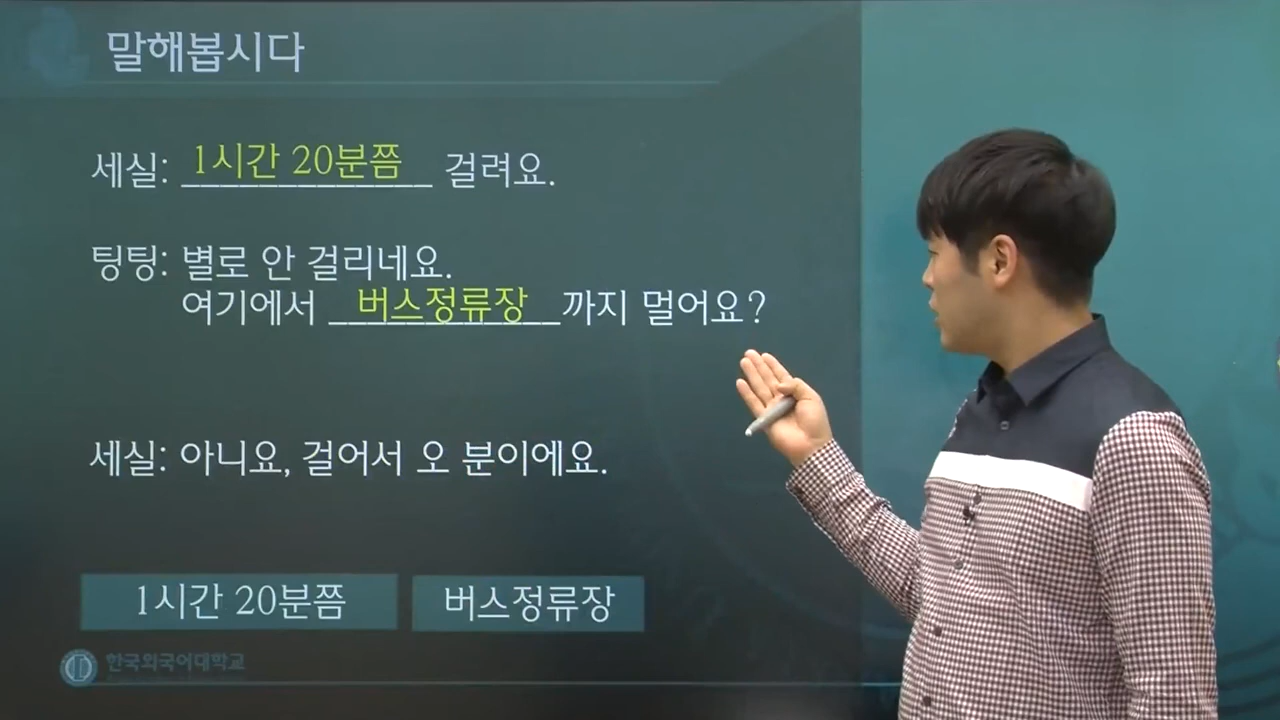 말해봅시다
세실: 1시간 20분쯤 걸려요.
팅팅: 별로 안 걸리네요.
여기에서 버스정류장까지 멀어요?
세실: 아니요, 걸어서 오 분이에요.
1시간 20분쯤 버스정류장
한국외국어대학교